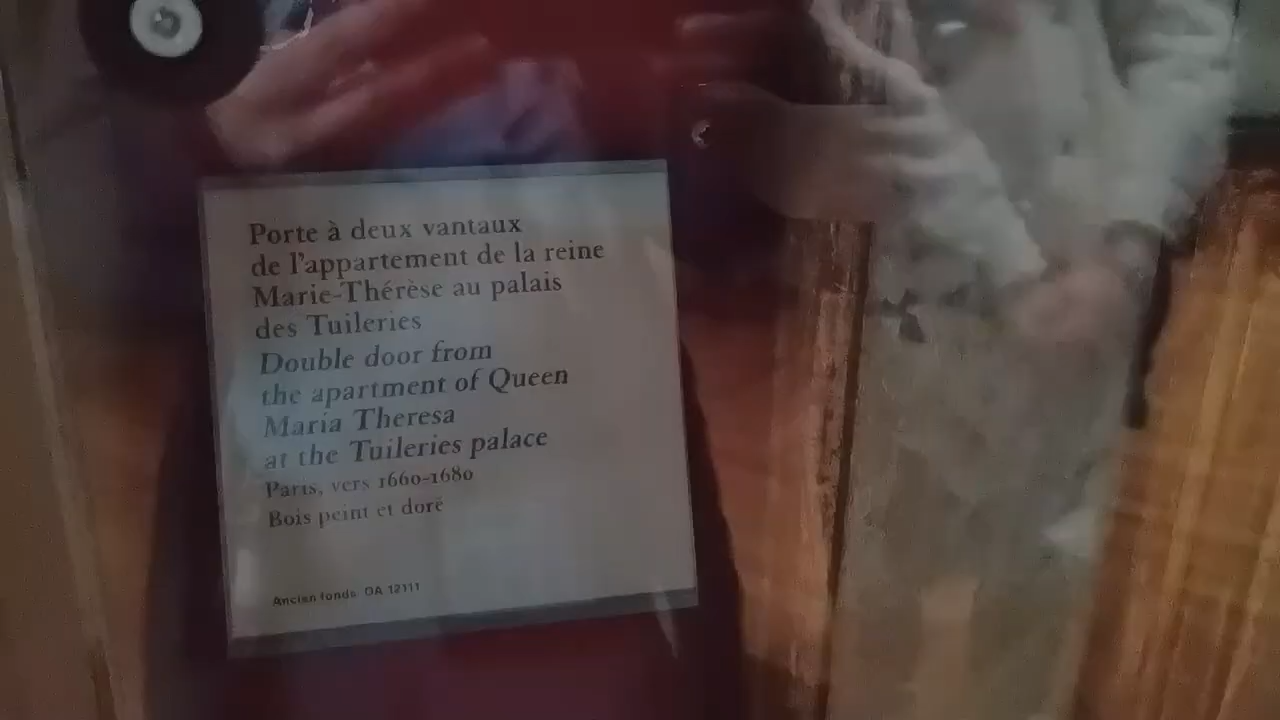 Porte à deux vantaux
de l'appartement de la reine
Marie-Thérèse au palais
des Tuileries
Double door from
the apartment of Queen
Maria Theresa
at the Tuileries palace
Paris, vers 1660-1680
Bois peint et doré
Ancien fonds. OA 12111